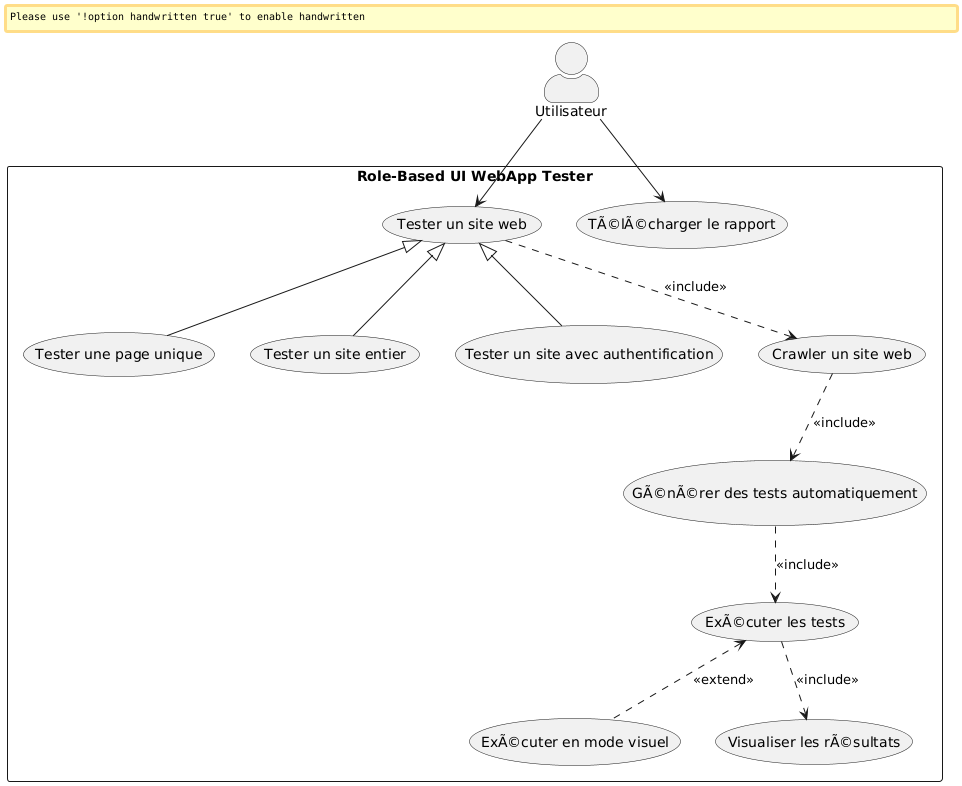 Please use '!option handwritten true' to enable handwritten
Utilisateur
Role-Based UI WebApp Tester
Tester un site web
TÃ©lÃ©charger le rapport
«include»
Tester une page unique
Tester un site entier
Tester un site avec authentification
Crawler un site web
«include»
GÃ©nÃ©rer des tests automatiquement
«include»
ExÃ©cuter les tests
«extend»
«include»
ExÃ©cuter en mode visuel
Visualiser les rÃ©sultats